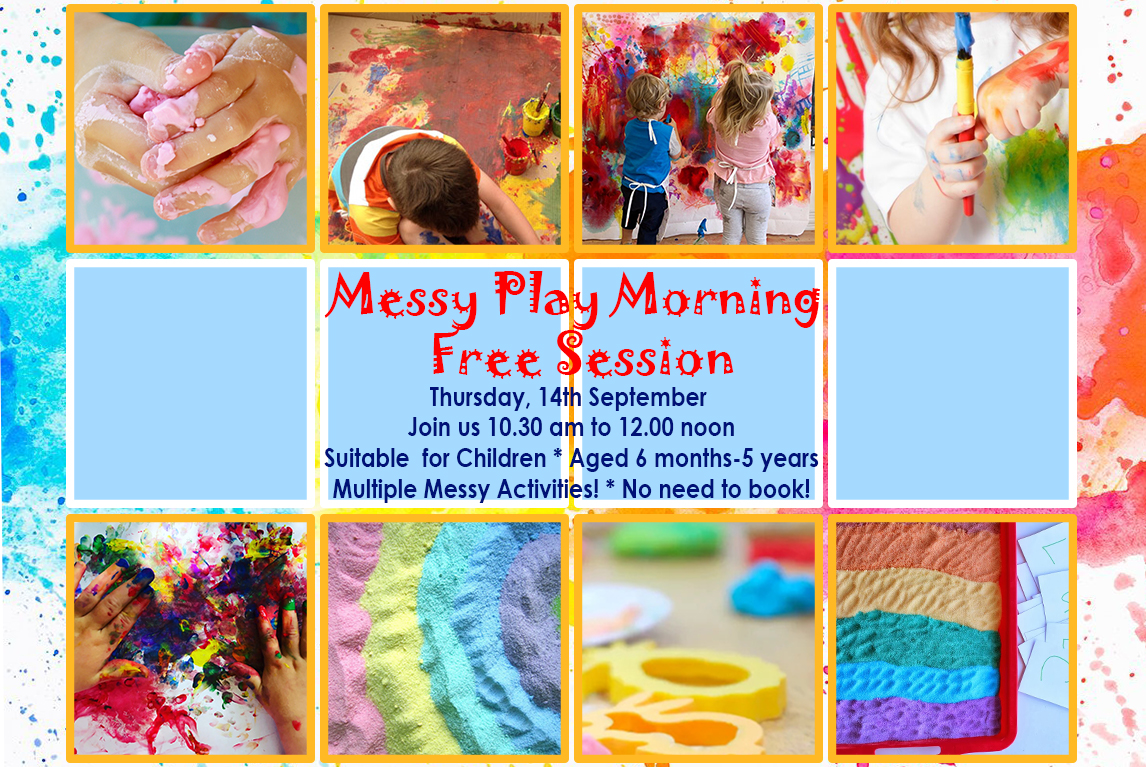 Messy Play Morning
Free Session
Thursday, 14th September
Join us 10.30 am to 12.00 noon
Suitable  for Children * Aged 6 months-5 years
Multiple Messy Activities! * No need to book!